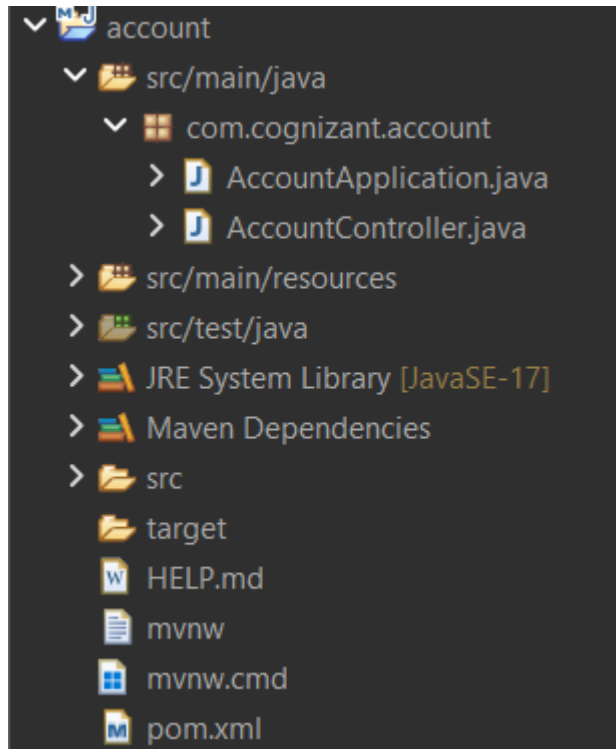 account
src/main/java
com.cognizant.account
AccountApplication.java
AccountController.java
src/main/resources
src/test/java
JRE System Library [JavaSE-17]
Maven Dependencies
src
target
HELP.md
mvnw
mvnw.cmd
pom.xml